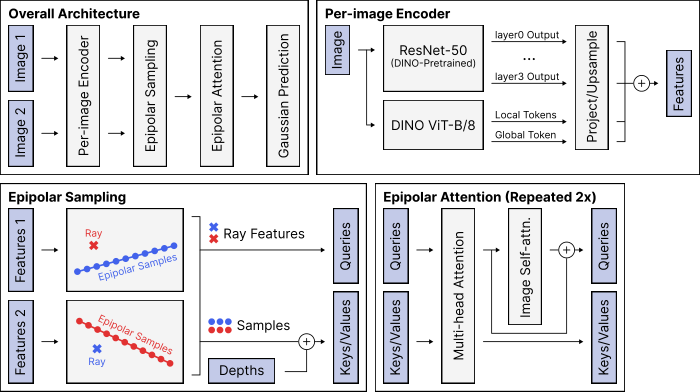 Overall Architecture
Image 1
Image 2
Per-image Encoder
Epipolar Sampling
Epipolar Attention
Gaussian Prediction
Per-image Encoder
Image
ResNet-50
(DINO-Pretrained)
layer0 Output
...
layer3 Output
DINO ViT-B/8
Local Tokens
Global Token
Project/Upsample
Features
Epipolar Sampling
Features 1
Features 2
Ray
Epipolar Samples
Epipolar Samples
Ray
Ray Features
Samples
Depths
Queries
Keys/Values
Epipolar Attention (Repeated 2x)
Queries
Keys/Values
Multi-head Attention
Image Self-attn.
Queries
Keys/Values